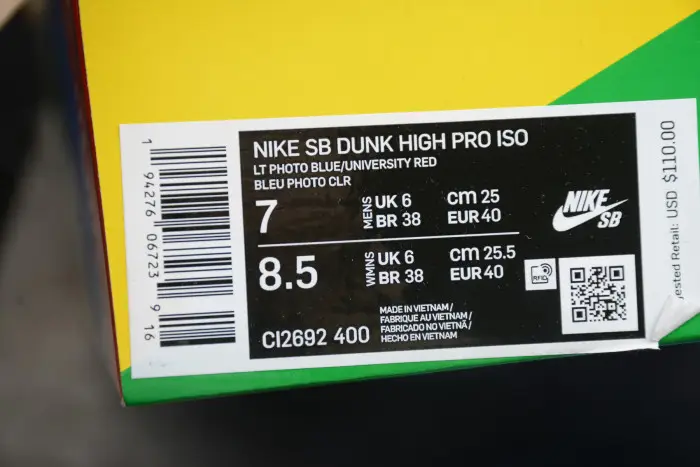 NIKE SB DUNK HIGH PRO ISO
LT PHOTO BLUE/UNIVERSITY RED
BLEU PHOTO CLR
7 MENS UK 6 CM 25
BR 38 EUR 40
8.5 WMNS UK 6 CM 25.5
BR 38 EUR 40
CI2692 400
MADE IN VIETNAM/
FABRIQUE AU VIETNAM/
FABRICADO NO VIETNÃ/
HECHO EN VIETNAM
NIKE
SB
RFID
1 94276 06723 9 16
Retail: USD $110.00